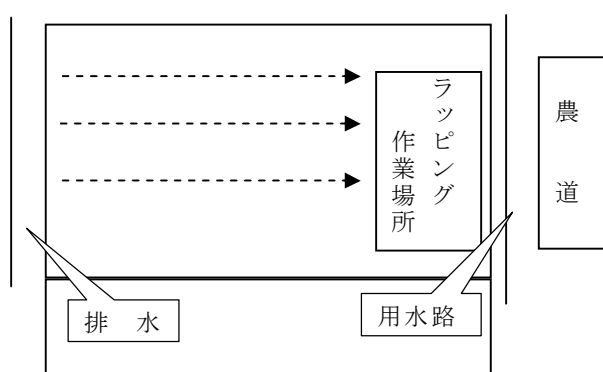 ラッピング
作業場所
農道
排 水
用水路